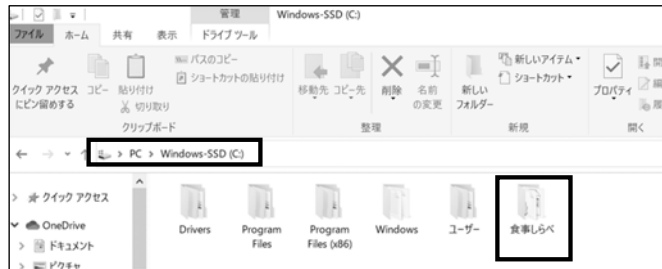 管理 Windows-SSD (C:)
ファイル ホーム 共有 表示 ドライブ ツール
クイック アクセス
にピン留めする
コピー
貼り付け
パスのコピー
ショートカットの貼り付け
切り取り
クリップボード
移動先 コピー先 削除 名前
の変更
整理
新しい
フォルダー
新しいアイテム
ショートカット
新規
プロパティ
開く
PC > Windows-SSD (C:)
クイック アクセス
OneDrive
ドキュメント
ピクチャ
Drivers
Program
Files
Program
Files (x86)
Windows
ユーザー
食事しらべ